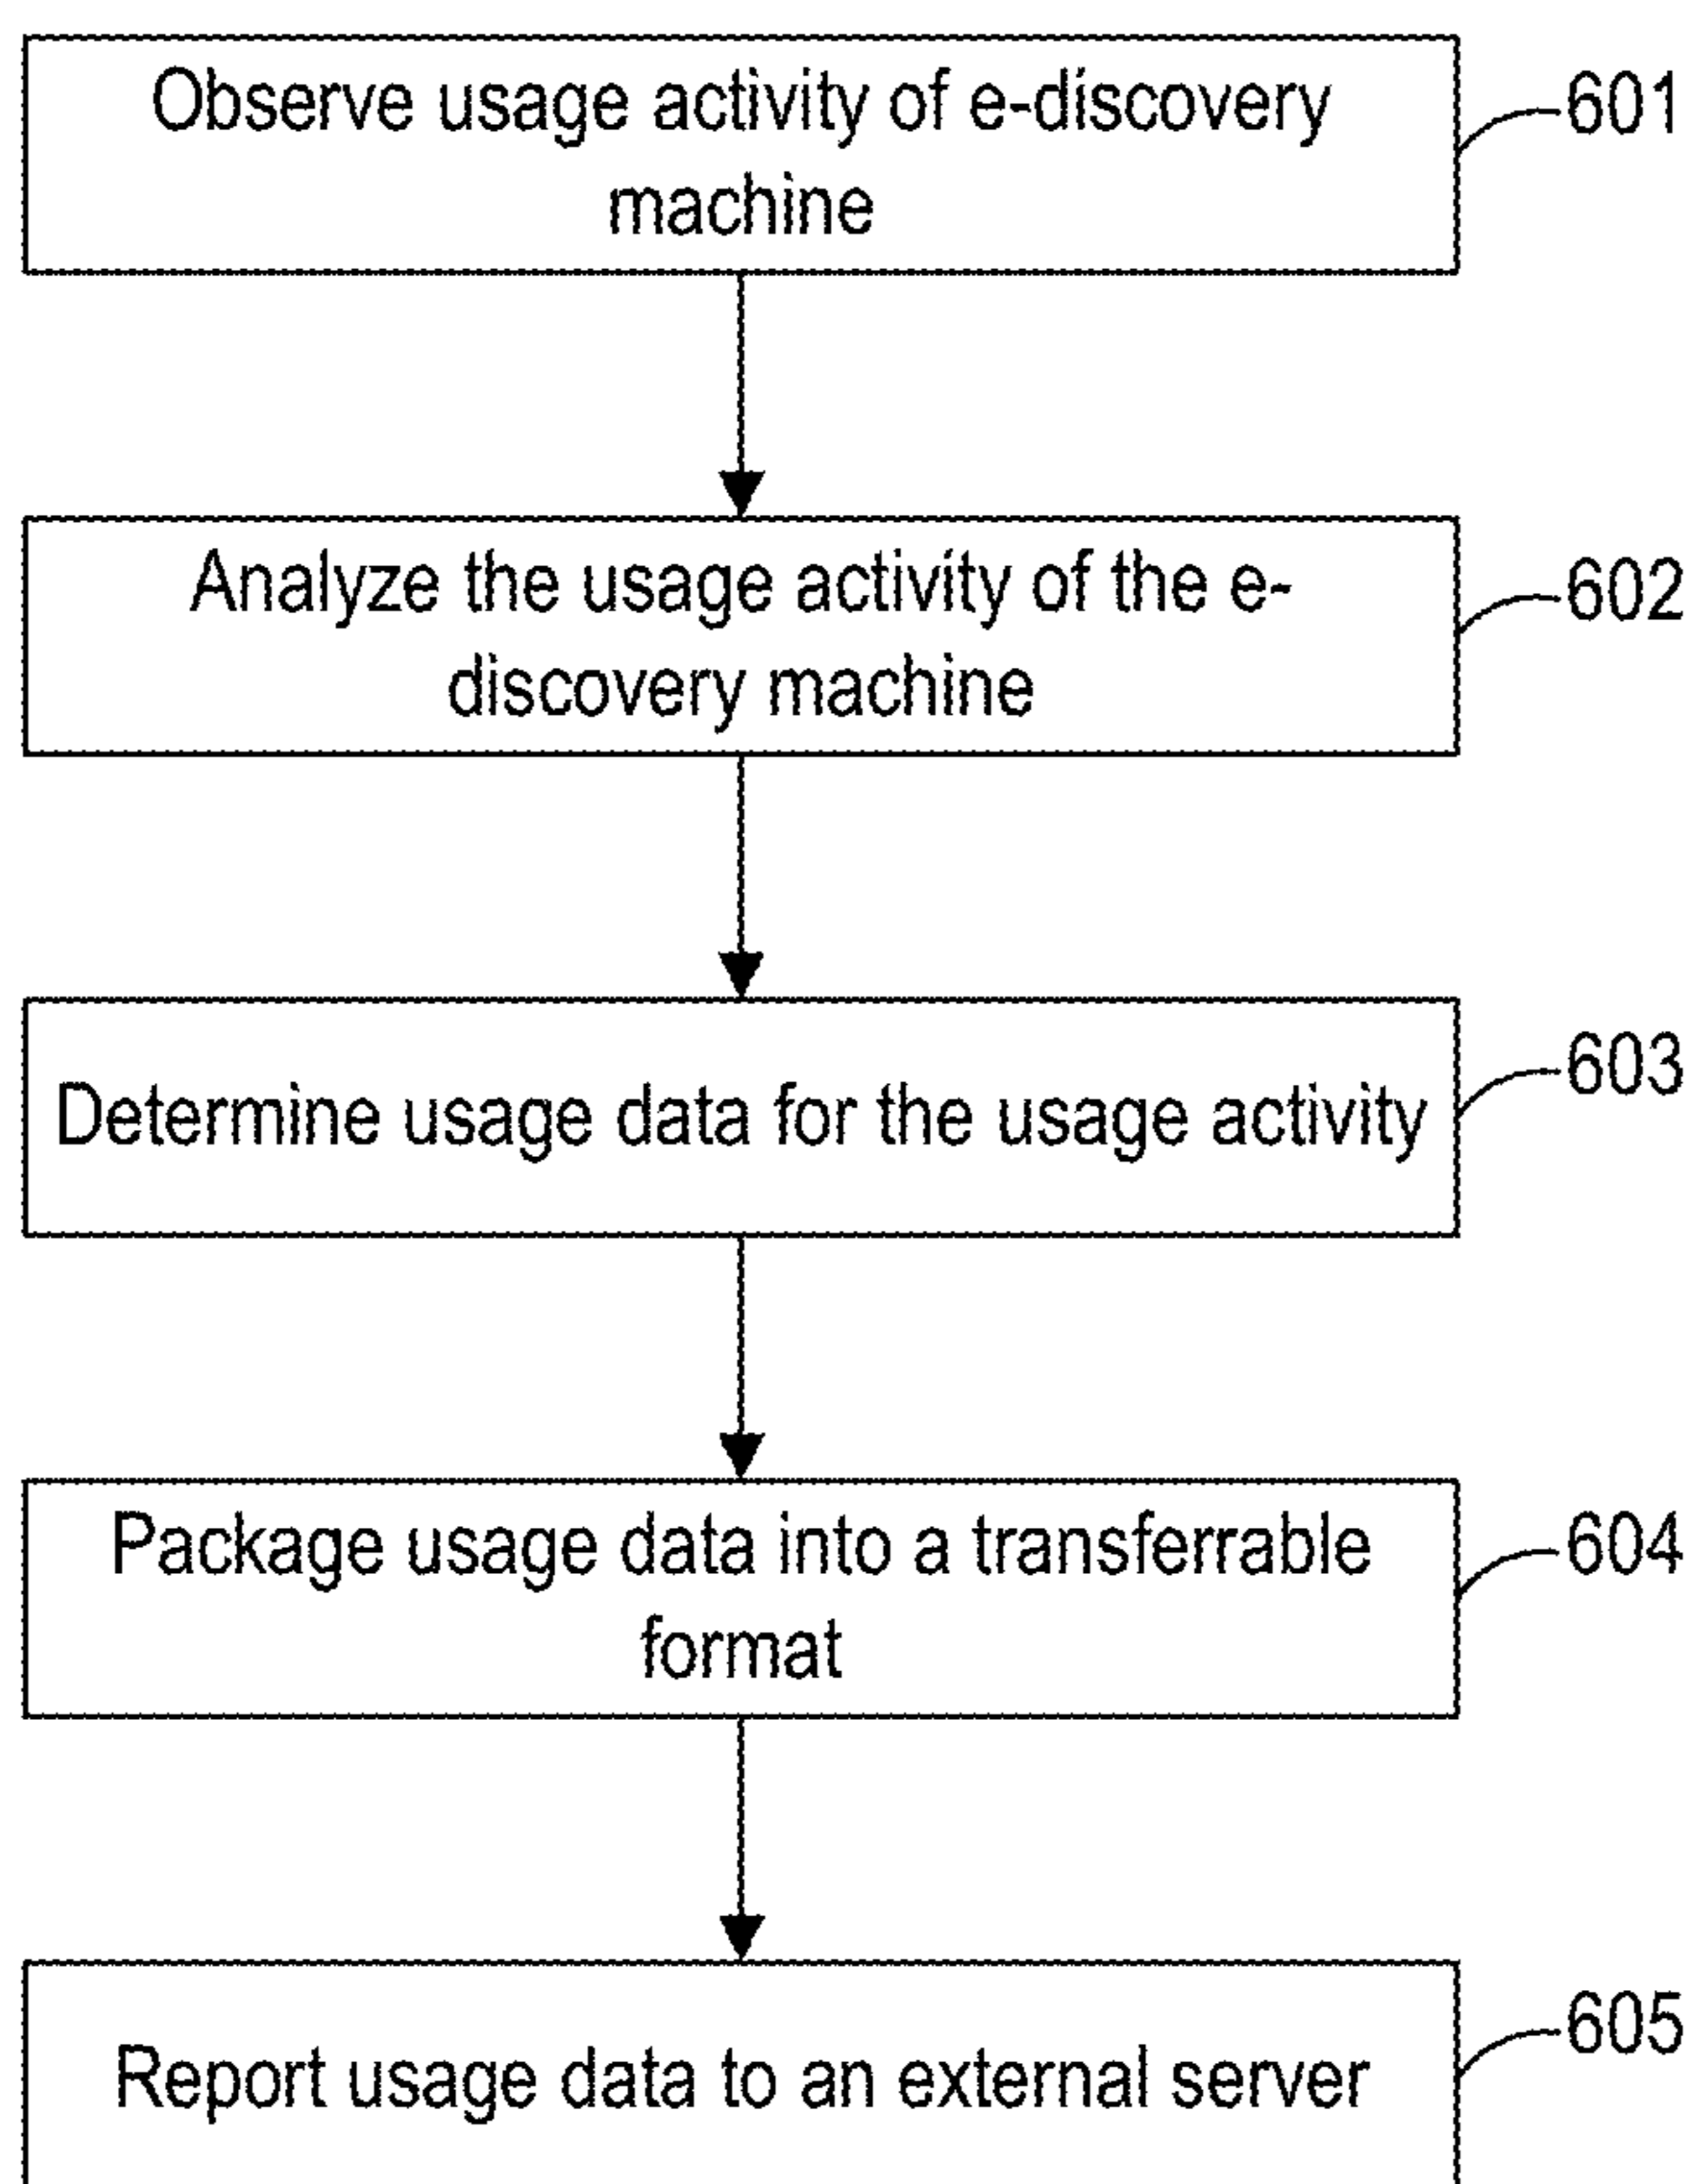 Observe usage activity of e-discovery
machine
601
Analyze the usage activity of the e-
discovery machine
602
Determine usage data for the usage activity
603
Package usage data into a transferrable
format
604
Report usage data to an external server
605